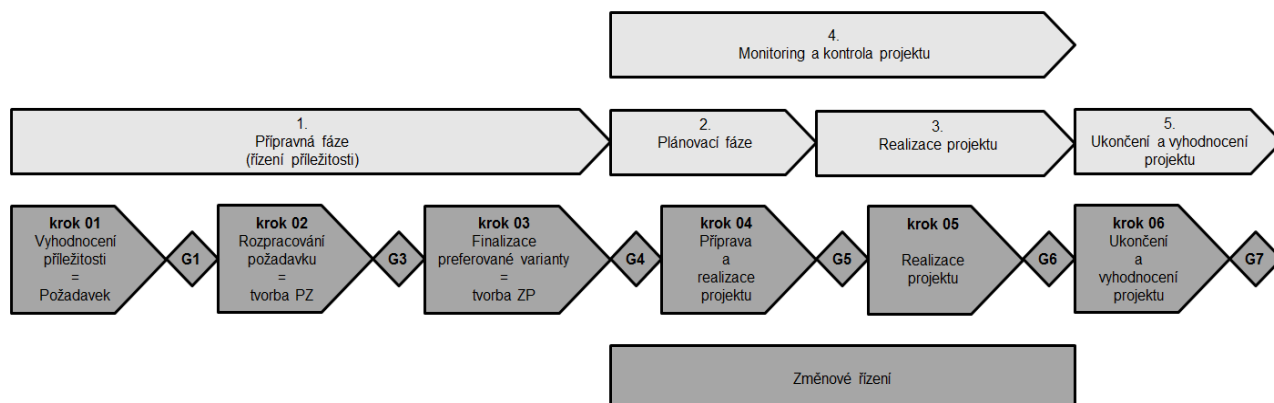 4.
Monitoring a kontrola projektu
1.
Přípravná fáze
(řízení příležitosti)
2.
Plánovací fáze
3.
Realizace projektu
5.
Ukončení a vyhodnocení
projektu
krok 01
Vyhodnocení
příležitosti
=
Požadavek
G1
krok 02
Rozpracování
požadavku
=
tvorba PZ
G3
krok 03
Finalizace
preferované varianty
=
tvorba ZP
G4
krok 04
Příprava
a
realizace
projektu
G5
krok 05
Realizace
projektu
G6
krok 06
Ukončení
a
vyhodnocení
projektu
G7
Změnové řízení